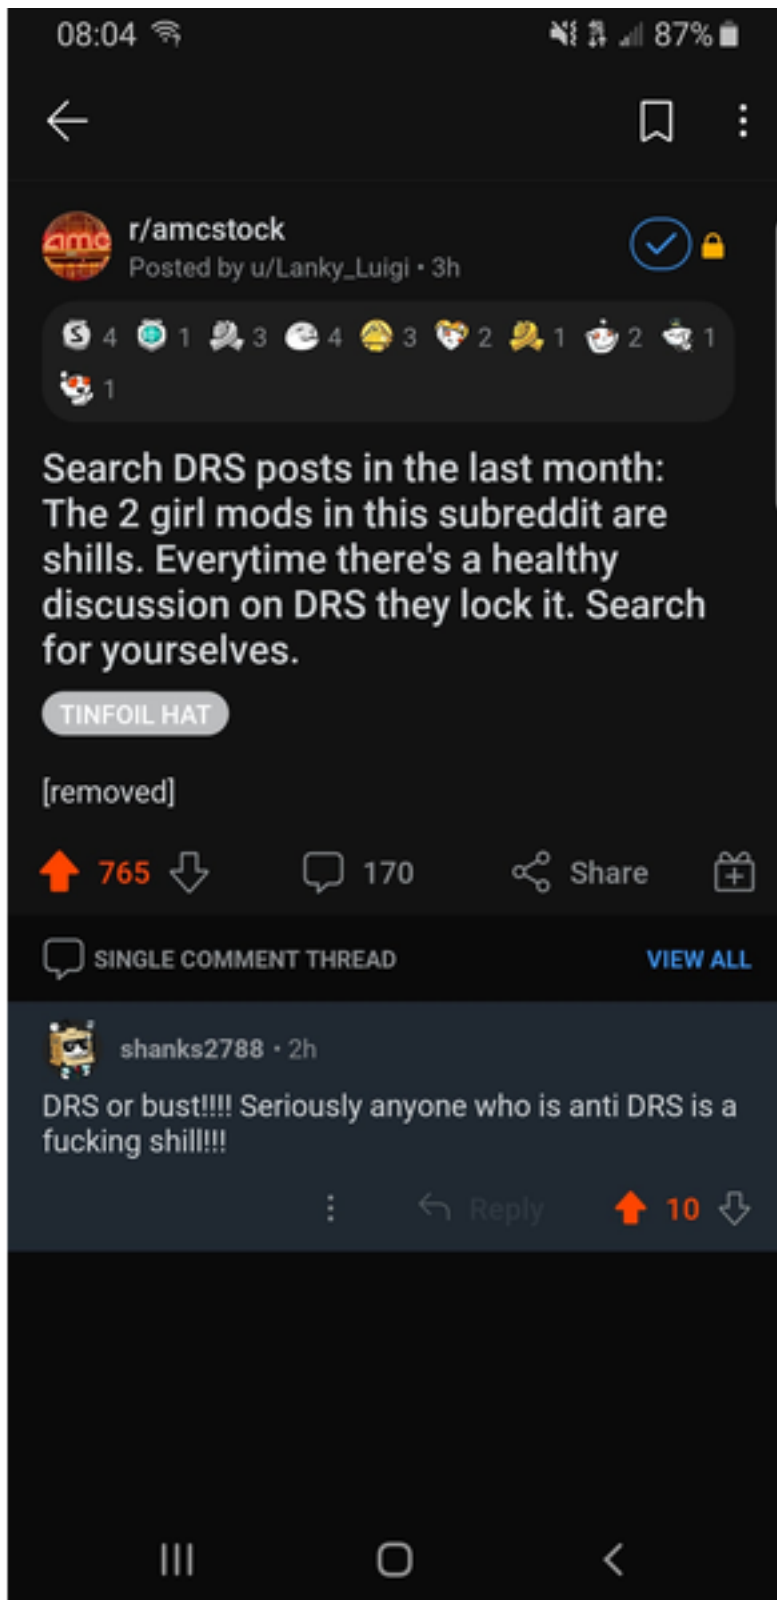 08:04 87%
r/amcstock
Posted by u/Lanky_Luigi • 3h
amc
S 4 1 3 4 3 2 1 2 1
1
Search DRS posts in the last month:
The 2 girl mods in this subreddit are
shills. Everytime there's a healthy
discussion on DRS they lock it. Search
for yourselves.
TINFOIL HAT
[removed]
765 170 Share
SINGLE COMMENT THREAD VIEW ALL
shanks2788 • 2h
DRS or bust!!!! Seriously anyone who is anti DRS is a
fucking shill!!!
Reply 10